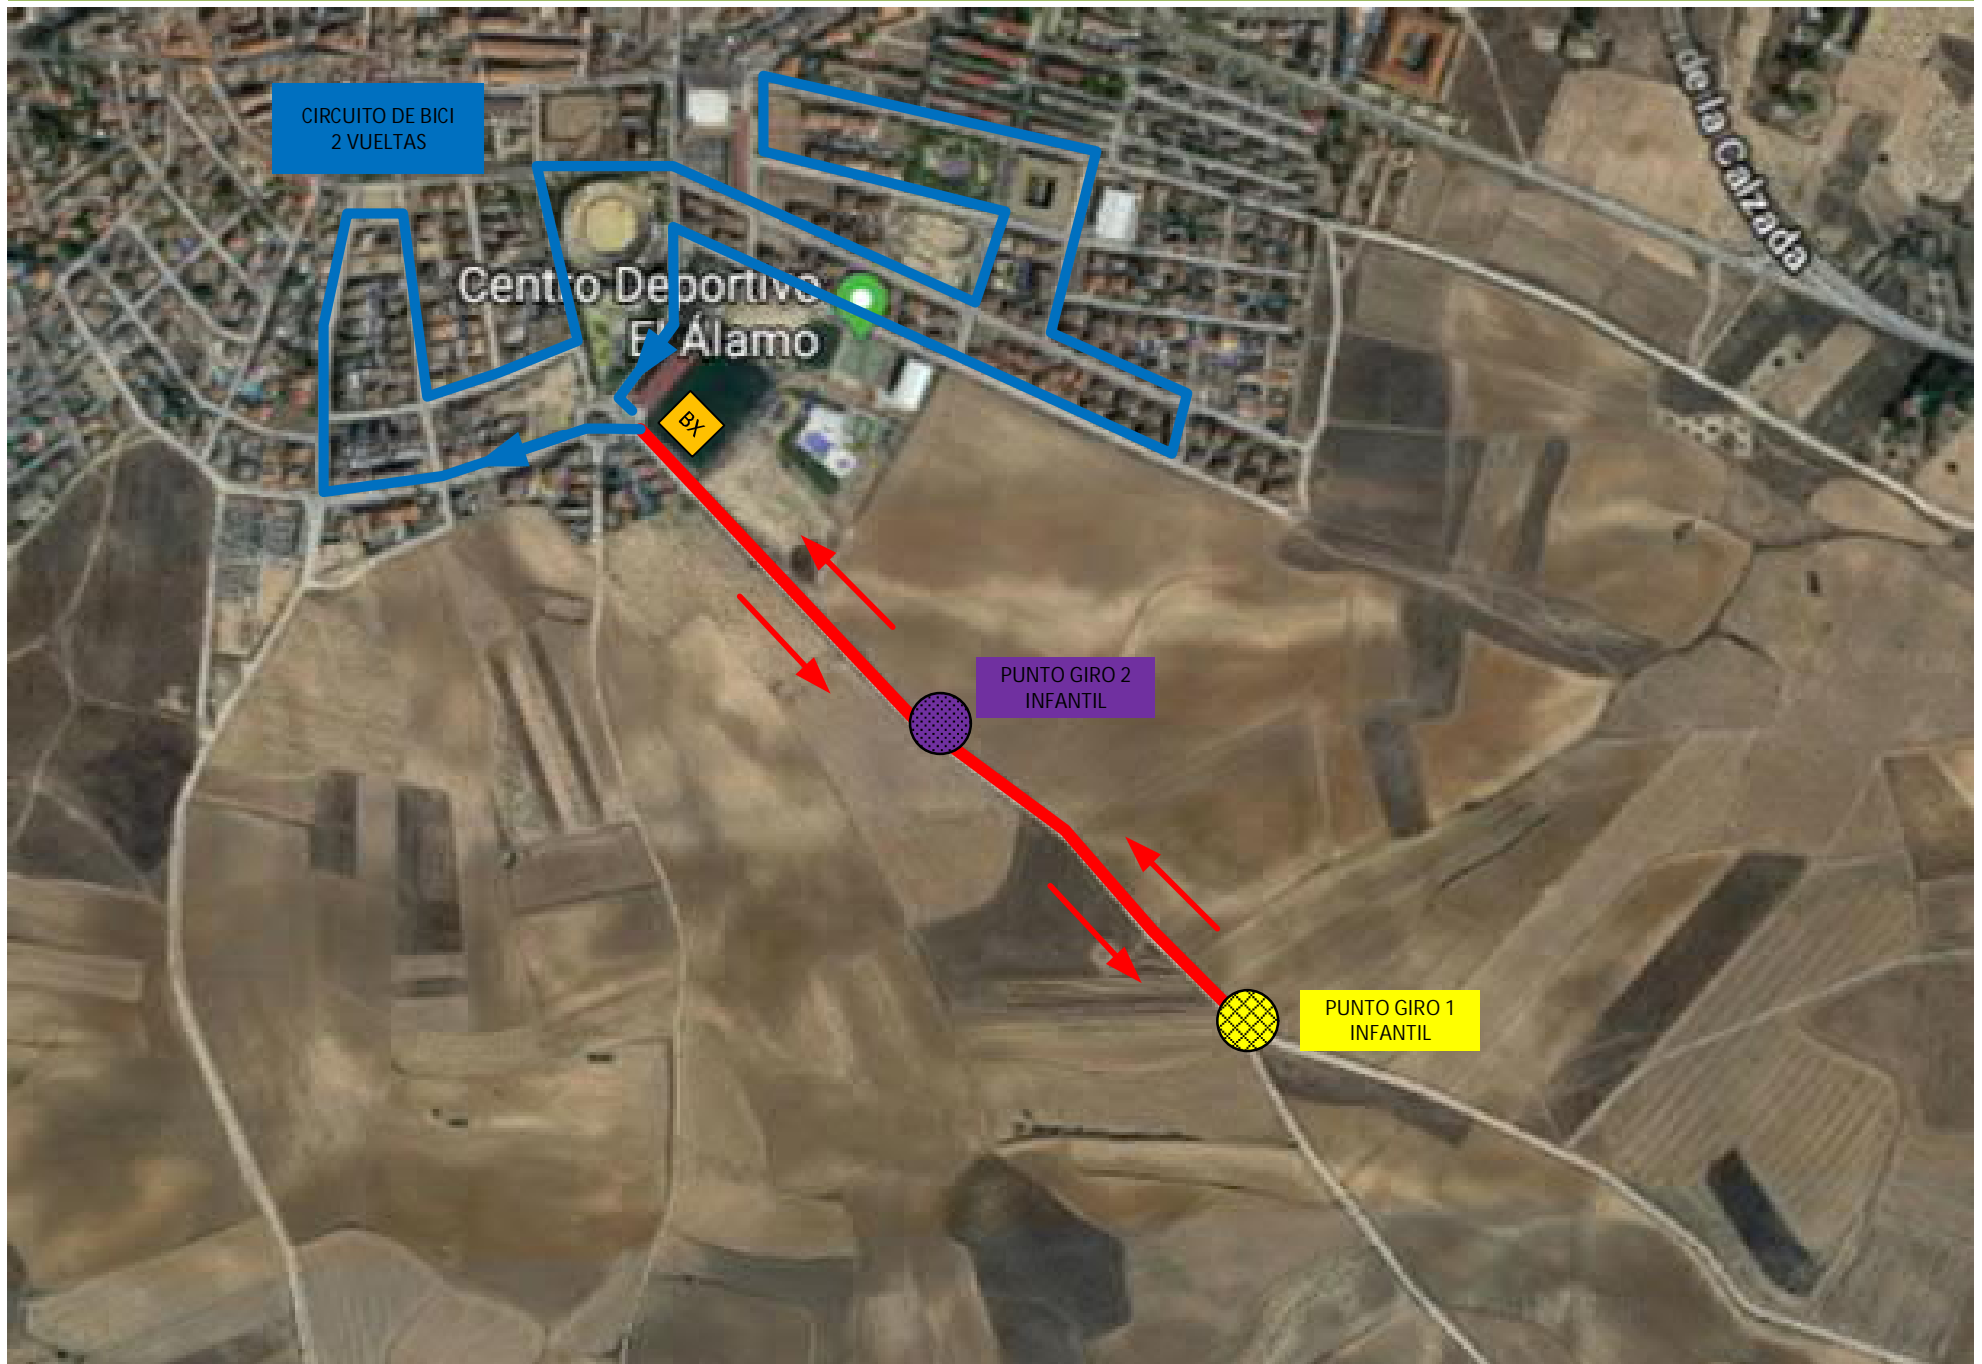 CIRCUITO DE BICI
2 VUELTAS
de la Calzada
Centro Deportivo
El Álamo
BX
PUNTO GIRO 2
INFANTIL
PUNTO GIRO 1
INFANTIL